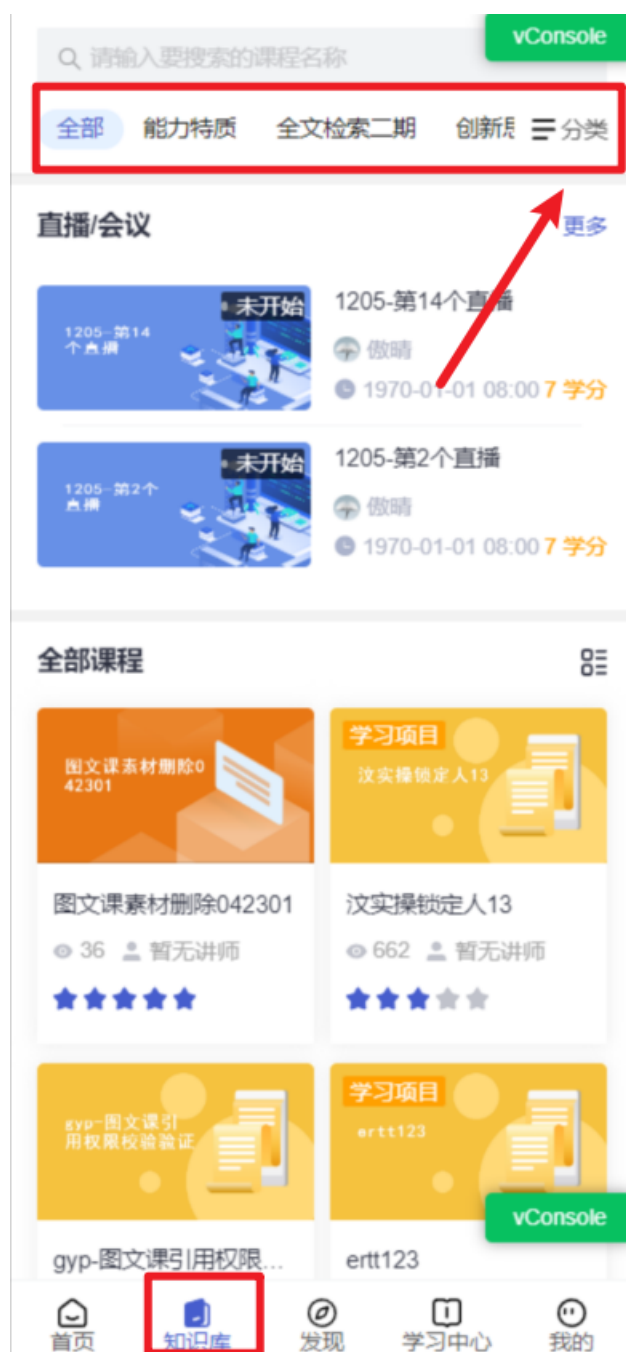 vConsole
请输入要搜索的课程名称
全部 能力特质 全文检索二期 创新思 分类
直播/会议 更多
未开始
1205-第14
个直播
1205-第14个直播
傲晴
1970-01-01 08:00 7 学分
未开始
1205-第2个
直播
1205-第2个直播
傲晴
1970-01-01 08:00 7 学分
全部课程
图文课素材删除0
42301
学习项目
汶实操锁定人13
图文课素材删除042301
汶实操锁定人13
36 暂无讲师
662 暂无讲师
gyp-图文课引
用权限校验验证
学习项目
ertt123
vConsole
gyp-图文课引用权限...
ertt123
首页 知识库 发现 学习中心 我的